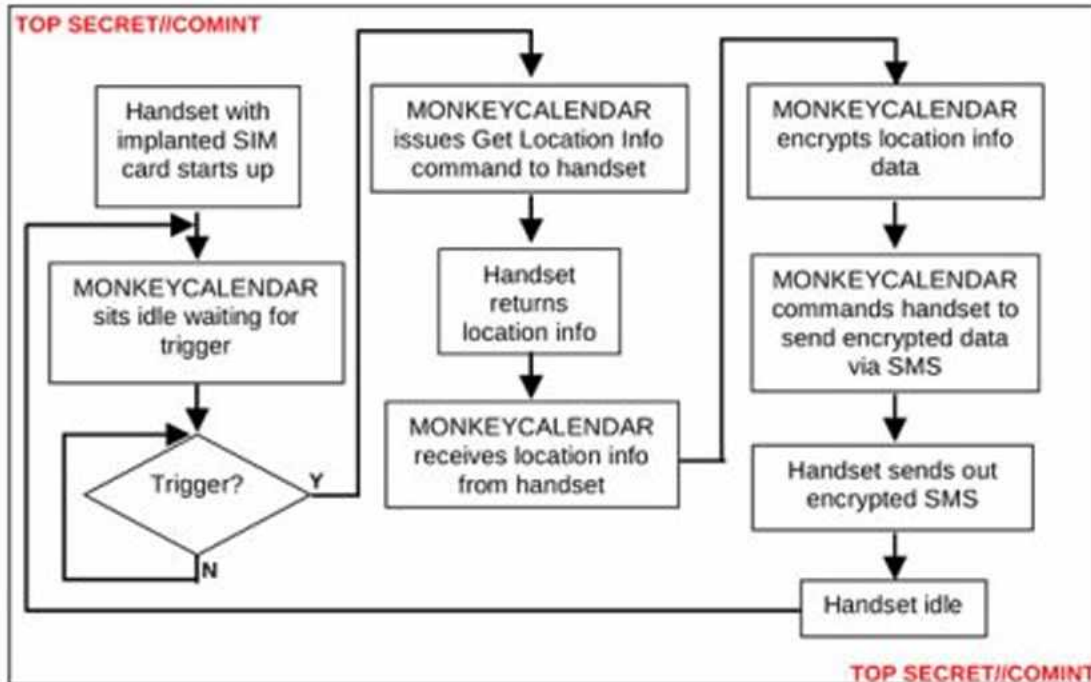 TOP SECRET//COMINT
Handset with
implanted SIM
card starts up
MONKEYCALENDAR
sits idle waiting for
trigger
Trigger?
Y
N
MONKEYCALENDAR
issues Get Location Info
command to handset
Handset
returns
location info
MONKEYCALENDAR
receives location info
from handset
MONKEYCALENDAR
encrypts location info
data
MONKEYCALENDAR
commands handset to
send encrypted data
via SMS
Handset sends out
encrypted SMS
Handset idle
TOP SECRET//COMINT